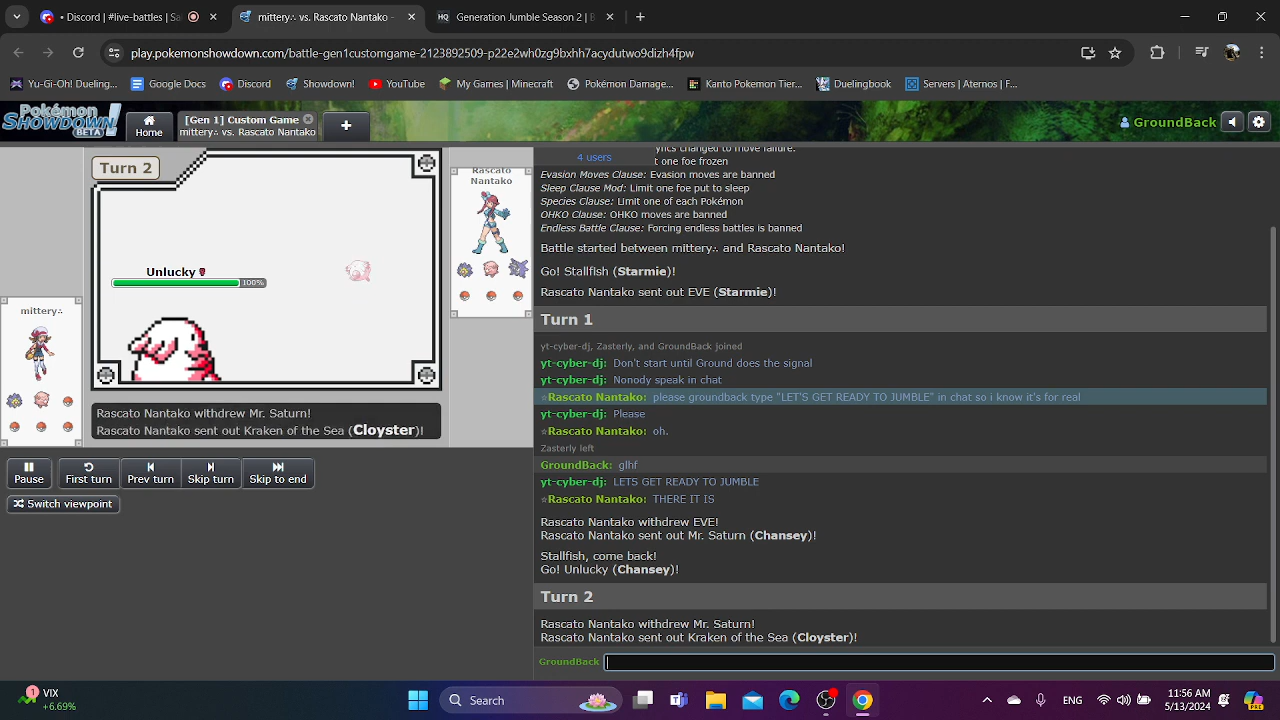 • Discord | #live-battles | Sa
mittery∴ vs. Rascato Nantako -
HQ Generation Jumble Season 2 | B
play.pokemonshowdown.com/battle-gen1customgame-2123892509-p22e2wh0zg9bxhh7acydutwo9dizh4fpw
Yu-Gi-Oh! Dueling...
Google Docs
Discord
Showdown!
YouTube
My Games | Minecraft
Pokémon Damage...
Kanto Pokemon Tier...
Duelingbook
Servers | Aternos | F...
Pokémon
Showdown!
BETA
Home
[Gen 1] Custom Game
mittery∴ vs. Rascato Nantako
GroundBack
Turn 2
Unlucky
100%
Rascato Nantako withdrew Mr. Saturn!
Rascato Nantako sent out Kraken of the Sea (Cloyster)!
mittery∴
Rascato
Nantako
Pause
First turn
Prev turn
Skip turn
Skip to end
Switch viewpoint
4 users
ynics changed to move failure.
t one foe frozen
Evasion Moves Clause: Evasion moves are banned
Sleep Clause Mod: Limit one foe put to sleep
Species Clause: Limit one of each Pokémon
OHKO Clause: OHKO moves are banned
Endless Battle Clause: Forcing endless battles is banned
Battle started between mittery∴ and Rascato Nantako!
Go! Stallfish (Starmie)!
Rascato Nantako sent out EVE (Starmie)!
Turn 1
yt-cyber-dj, Zasterly, and GroundBack joined
yt-cyber-dj: Don't start until Ground does the signal
yt-cyber-dj: Nonody speak in chat
☆Rascato Nantako: please groundback type "LET'S GET READY TO JUMBLE" in chat so i know it's for real
yt-cyber-dj: Please
☆Rascato Nantako: oh.
Zasterly left
GroundBack: glhf
yt-cyber-dj: LETS GET READY TO JUMBLE
☆Rascato Nantako: THERE IT IS
Rascato Nantako withdrew EVE!
Rascato Nantako sent out Mr. Saturn (Chansey)!
Stallfish, come back!
Go! Unlucky (Chansey)!
Turn 2
Rascato Nantako withdrew Mr. Saturn!
Rascato Nantako sent out Kraken of the Sea (Cloyster)!
GroundBack
1
VIX
+6.69%
Search
ENG
11:56 AM
5/13/2024
PRE